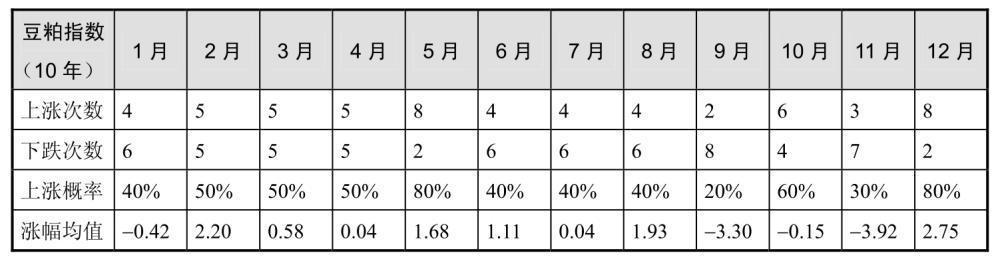 豆粕指数（10 年） 1 月 2 月 3 月 4 月 5 月 6 月 7 月 8 月 9 月 10 月 11 月 12 月
上涨次数 4 5 5 5 8 4 4 4 2 6 3 8
下跌次数 6 5 5 5 2 6 6 6 8 4 7 2
上涨概率 40% 50% 50% 50% 80% 40% 40% 40% 20% 60% 30% 80%
涨幅均值 −0.42 2.20 0.58 0.04 1.68 1.11 0.04 1.93 −3.30 −0.15 −3.92 2.75